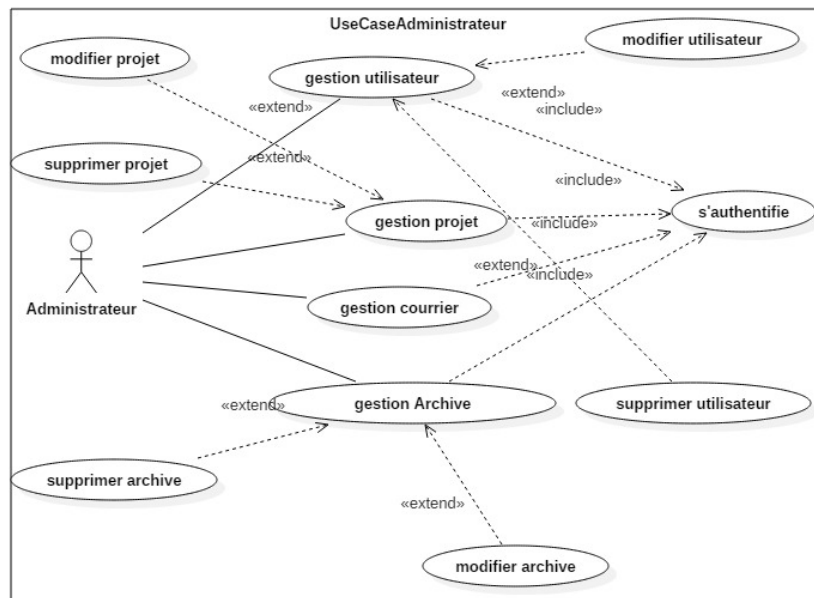 UseCaseAdministrateur
modifier projet
modifier utilisateur
gestion utilisateur
«extend»
«extend»
«include»
supprimer projet
«extend»
«include»
s'authentifie
gestion projet
«include»
Administrateur
«extend»
«include»
gestion courrier
gestion Archive
supprimer utilisateur
«extend»
supprimer archive
«extend»
modifier archive